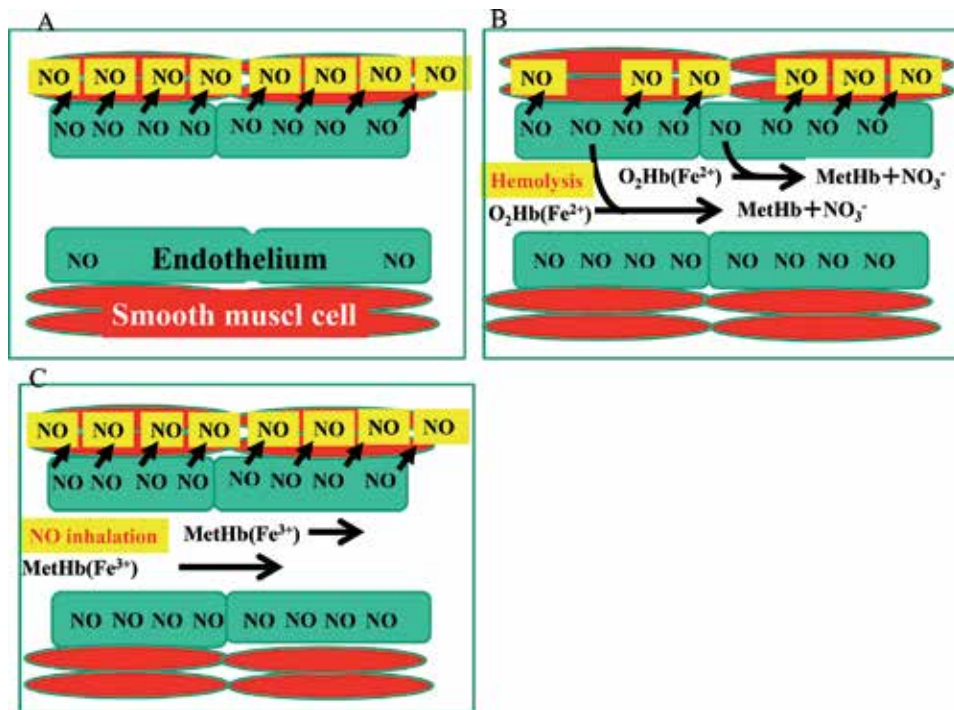 A
NO NO NO NO NO NO NO NO
NO NO NO NO NO NO NO NO
NO Endothelium NO
Smooth muscl cell
B
NO NO NO NO NO NO
NO NO NO NO NO NO NO NO
Hemolysis O₂Hb(Fe²⁺) MetHb+NO₃⁻
O₂Hb(Fe²⁺) MetHb+NO₃⁻
NO NO NO NO NO NO NO NO
C
NO NO NO NO NO NO NO NO
NO NO NO NO NO NO NO NO
NO inhalation MetHb(Fe³⁺)
MetHb(Fe³⁺)
NO NO NO NO NO NO NO NO